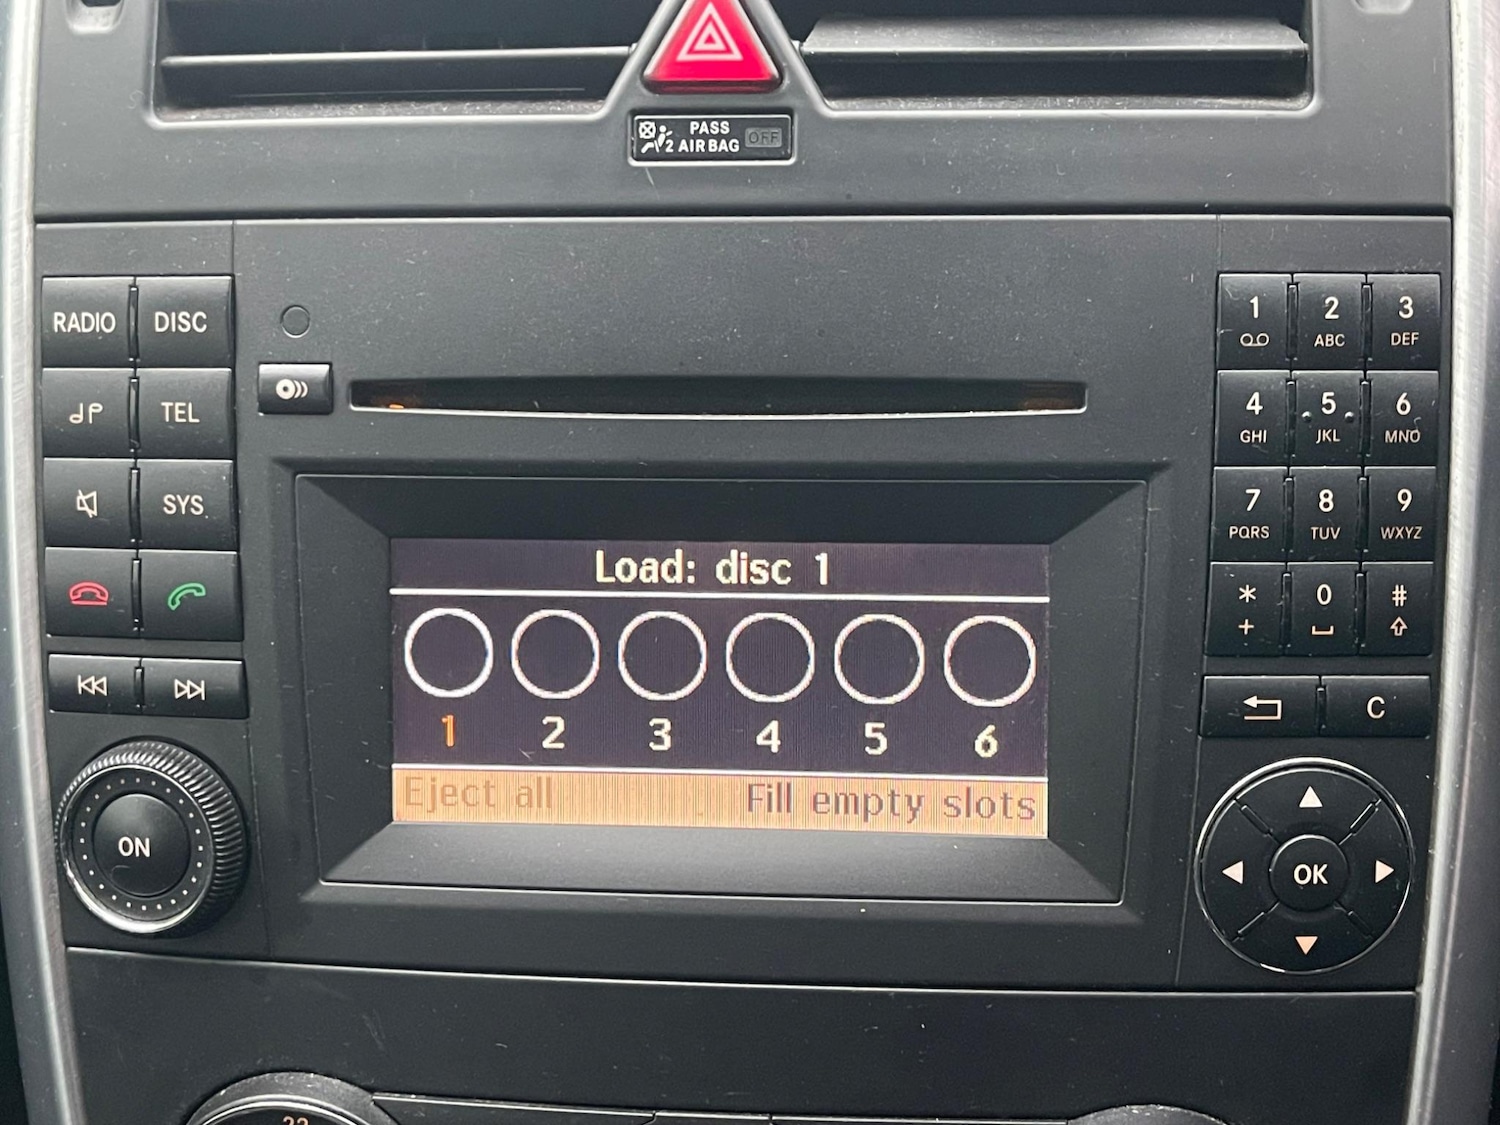 PASS
2 AIRBAG OFF
RADIO DISC
TEL
SYS
ON
Load: disc 1
1 2 3 4 5 6
Eject all Fill empty slots
1 2 3
ABC DEF
4 5 6
GHI JKL MNO
7 8 9
PQRS TUV WXYZ
* 0 #
+
C
OK
22